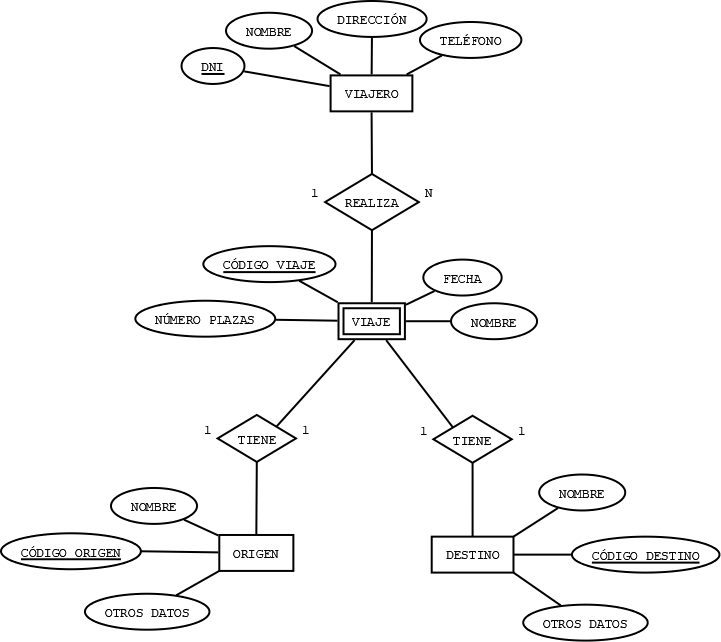 DIRECCIÓN
NOMBRE
TELÉFONO
DNI
VIAJERO
1
N
REALIZA
CÓDIGO VIAJE
FECHA
NÚMERO PLAZAS
VIAJE
NOMBRE
1
TIENE
1
1
TIENE
1
NOMBRE
NOMBRE
CÓDIGO ORIGEN
ORIGEN
DESTINO
CÓDIGO DESTINO
OTROS DATOS
OTROS DATOS